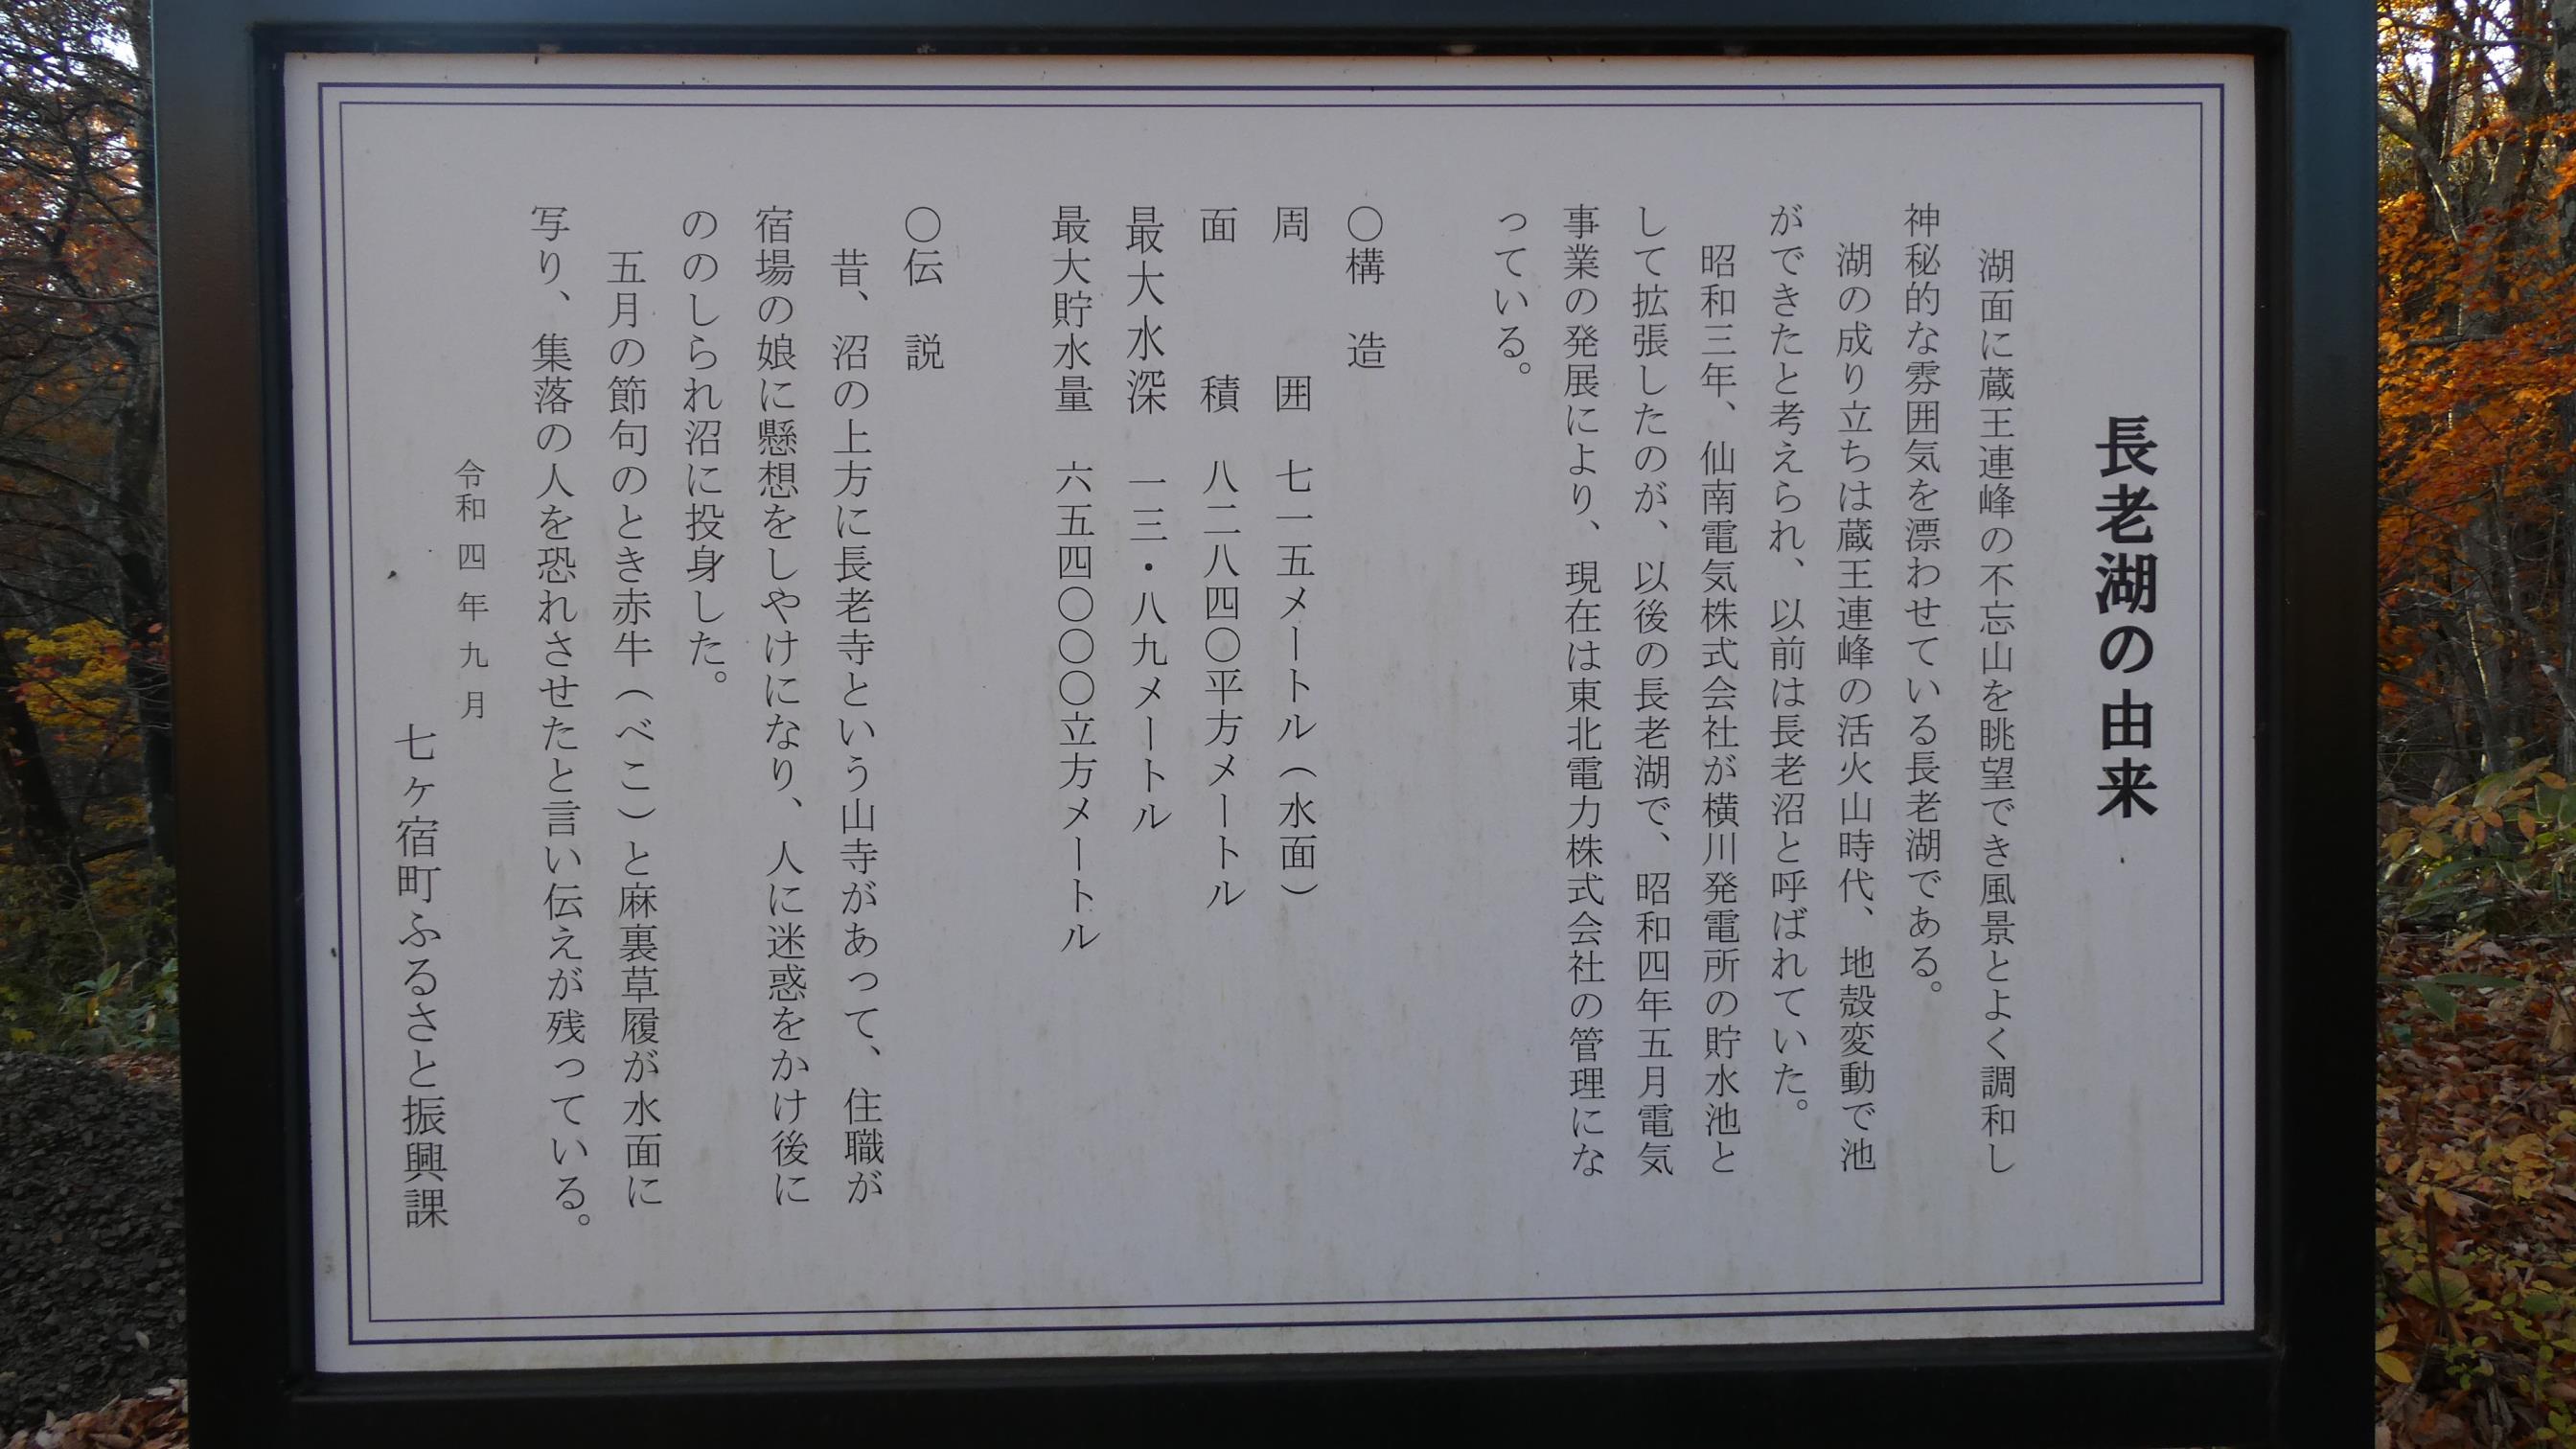 長老湖の由来
湖面に蔵王連峰の不忘山を眺望でき風景とよく調和し
神秘的な雰囲気を漂わせている長老湖である。
湖の成り立ちは蔵王連峰の活火山時代、地殻変動で池
ができたと考えられ、以前は長老沼と呼ばれていた。
昭和三年、仙南電気株式会社が横川発電所の貯水池と
して拡張したのが、以後の長老湖で、昭和四年五月電気
事業の発展により、現在は東北電力株式会社の管理にな
っている。
〇構　造
周　　　囲　七一五メートル（水面）
面　　　積　八二八四〇平方メートル
最大水深　一三・八九メートル
最大貯水量　六五四〇〇〇立方メートル
〇伝　説
昔、沼の上方に長老寺という山寺があって、住職が
宿場の娘に懸想をしやけになり、人に迷惑をかけ後に
ののしられ沼に投身した。
五月の節句のとき赤牛（べこ）と麻裏草履が水面に
写り、集落の人を恐れさせたと言い伝えが残っている。
令和四年九月
七ヶ宿町ふるさと振興課